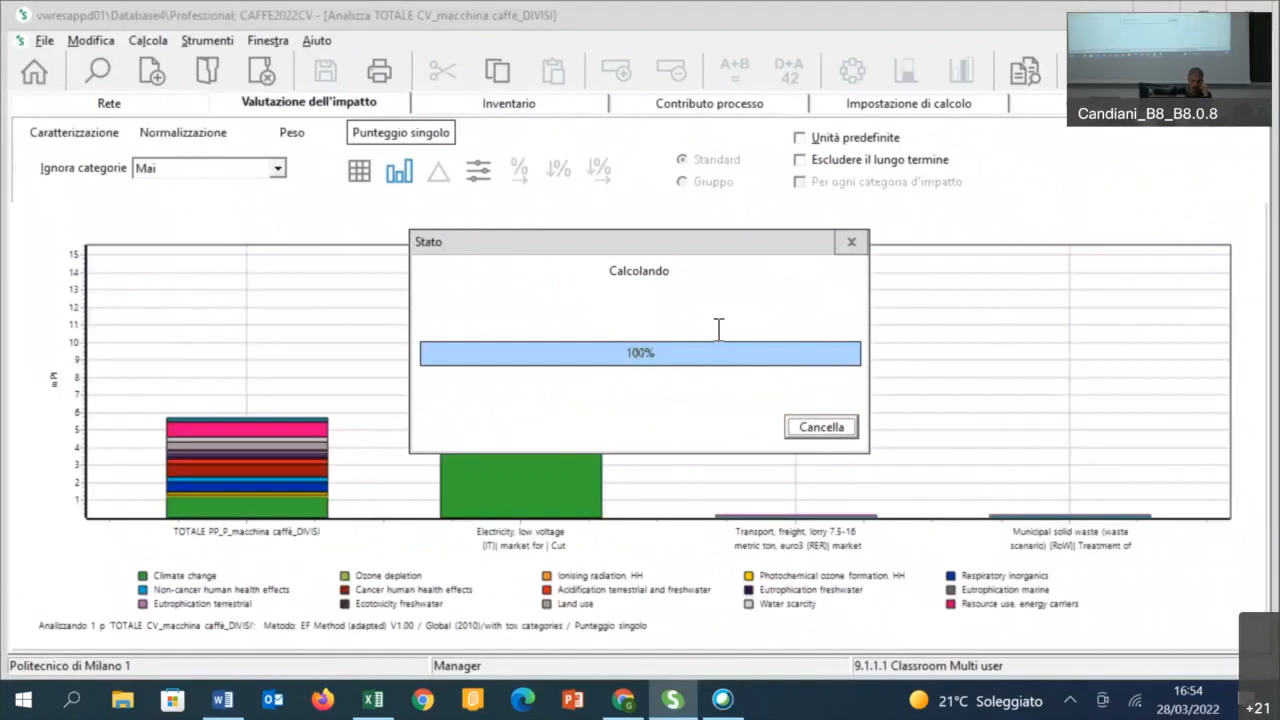 vwresappd01\Database4\Professional; CAFFE2022CV - [Analizza TOTALE CV_macchina caffè_DIVISI]
File Modifica Calcola Strumenti Finestra Aiuto
A+B
=
D+A
42
Rete Valutazione dell'impatto Inventario Contributo processo Impostazione di calcolo
Candiani_B8_B8.0.8
Caratterizzazione Normalizzazione Peso Punteggio singolo
Unità predefinite
Ignora categorie Mai
% % %
Standard
Escludere il lungo termine
Gruppo
Per ogni categoria d'impatto
Stato
Calcolando
100%
Cancella
15
14
13
12
11
10
9
8
7
6
5
4
3
2
1
m Pt
TOTALE PP_P_macchina caffè_DIVISI
Electricity, low voltage
{IT}| market for | Cut
Transport, freight, lorry 7.5-16
metric ton, euro3 {RER}| market
Municipal solid waste (waste
scenario) {RoW}| Treatment of
Climate change Ozone depletion Ionising radiation, HH Photochemical ozone formation, HH Respiratory inorganics
Non-cancer human health effects Cancer human health effects Acidification terrestrial and freshwater Eutrophication freshwater Eutrophication marine
Eutrophication terrestrial Ecotoxicity freshwater Land use Water scarcity Resource use, energy carriers
Analizzando 1 p 'TOTALE CV_macchina caffè_DIVISI'; Metodo: EF Method (adapted) V1.00 / Global (2010)/with tox categories / Punteggio singolo
Politecnico di Milano 1 Manager 9.1.1.1 Classroom Multi user
21°C Soleggiato
16:54
28/03/2022
+21